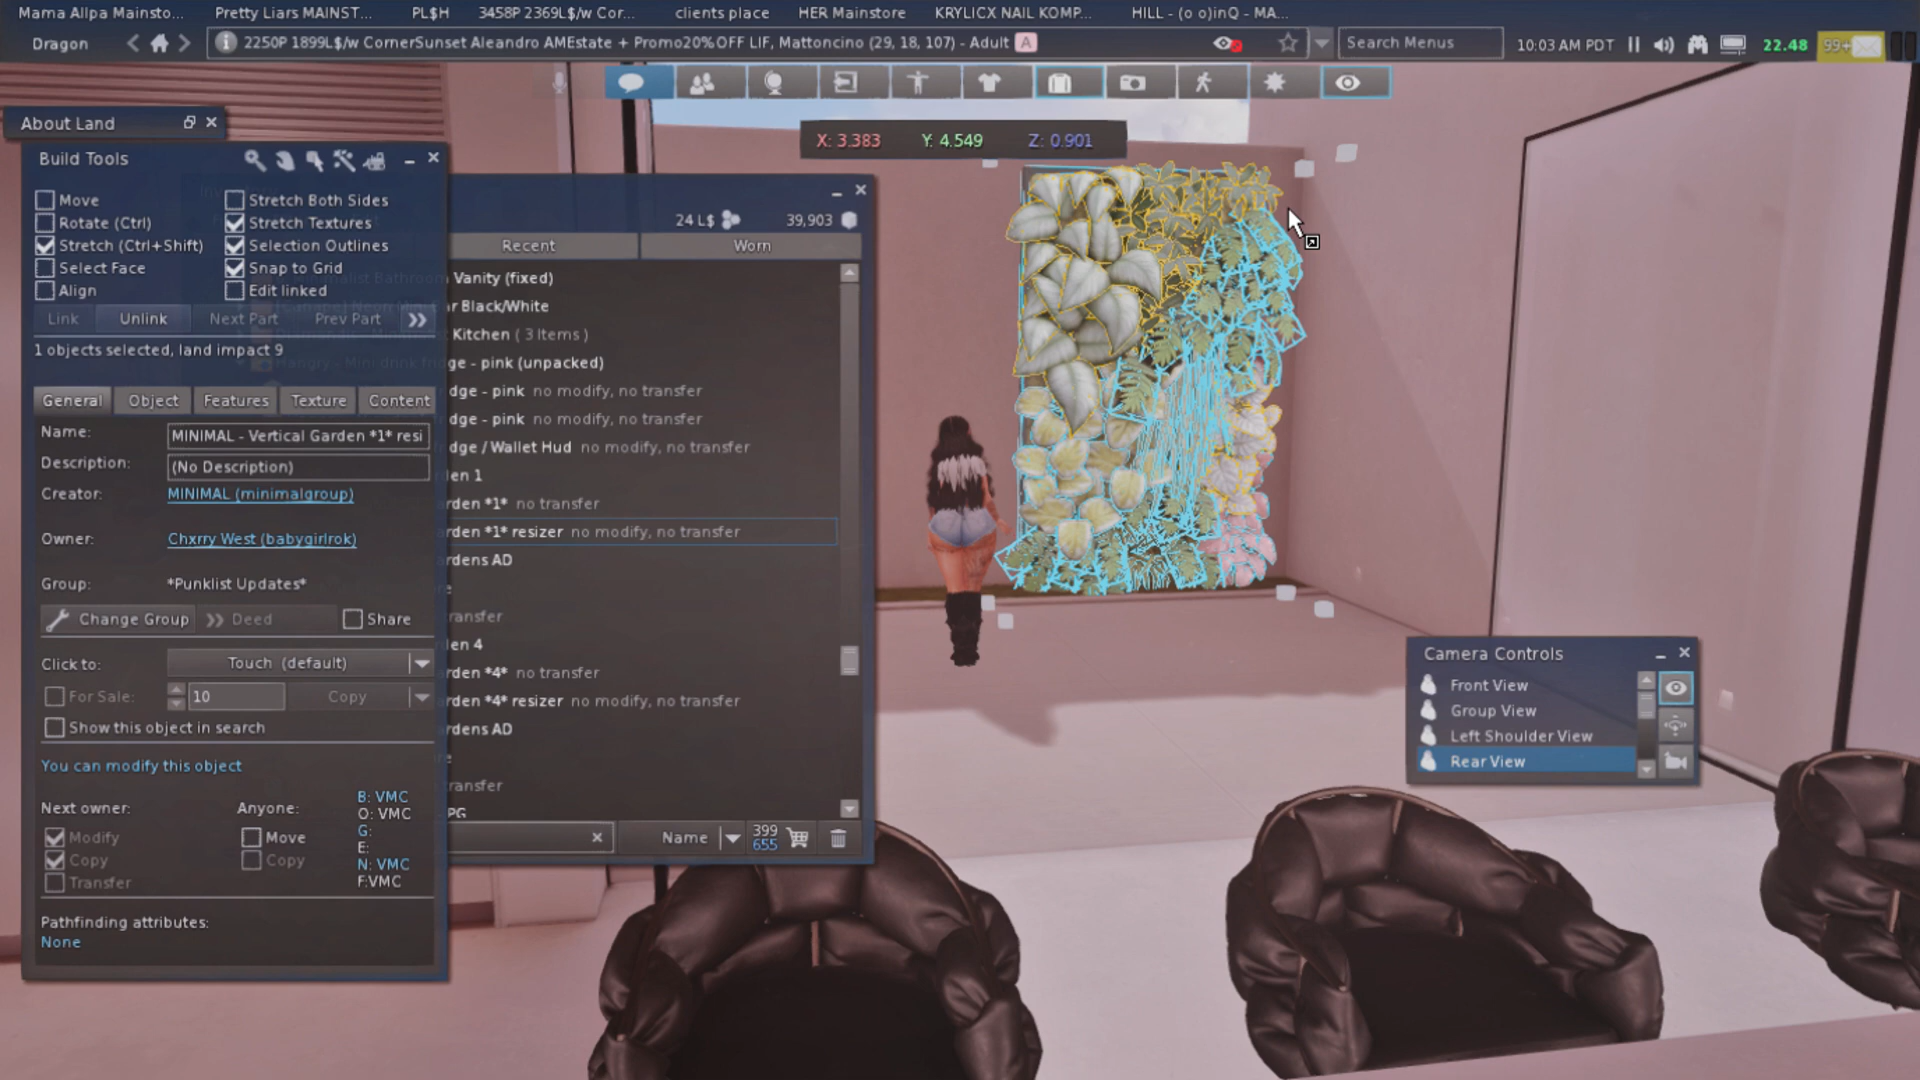 Mama Allpa Mainsto... Pretty Liars MAINST... PL$H 3458P 2369L$/w Cor... clients place HER Mainstore KRYLICX NAIL KOMP... HILL - (o o)inQ - MA...
Dragon 2250P 1899L$/w CornerSunset Aleandro AMEstate + Promo20%OFF LIF, Mattoncino (29, 18, 107) - Adult A Search Menus 10:03 AM PDT 22.48 99+
About Land
X: 3.383 Y: 4.549 Z: 0.901
Build Tools
Move Stretch Both Sides
Rotate (Ctrl) Stretch Textures
Stretch (Ctrl+Shift) Selection Outlines
Select Face Snap to Grid
Align Edit linked
Link Unlink Next Part Prev Part
1 objects selected, land impact 9
General Object Features Texture Content
Name: MINIMAL - Vertical Garden *1* resi
Description: (No Description)
Creator: MINIMAL (minimalgroup)
Owner: Chxrry West (babygirlrok)
Group: *Punklist Updates*
Change Group Deed Share
Click to: Touch (default)
For Sale: 10 Copy
Show this object in search
You can modify this object
Next owner: Anyone:
Modify Move
Copy Copy
Transfer
B: VMC
O: VMC
G:
E:
N: VMC
F:VMC
Pathfinding attributes:
None
24 L$ 39,903
Recent Worn
Vanity (fixed)
r Black/White
Kitchen ( 3 Items )
dge - pink (unpacked)
dge - pink no modify, no transfer
dge - pink no modify, no transfer
dge / Wallet Hud no modify, no transfer
den 1
rden *1* no transfer
rden *1* resizer no modify, no transfer
rdens AD
e
ransfer
den 4
rden *4* no transfer
rden *4* resizer no modify, no transfer
rdens AD
e
ransfer
PG
Name 399
655
Camera Controls
Front View
Group View
Left Shoulder View
Rear View